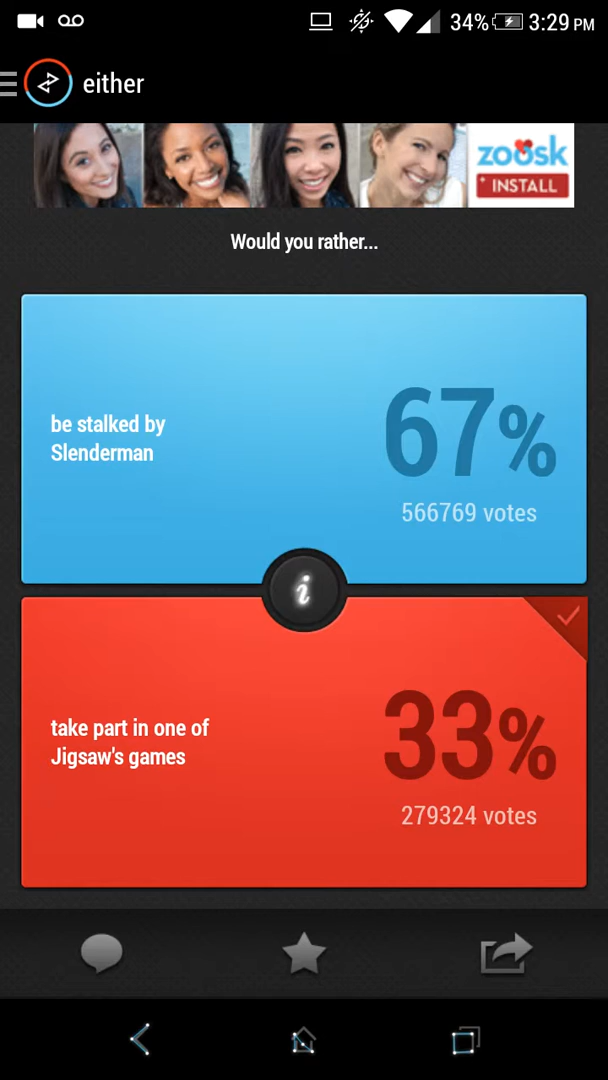 34% 3:29 PM
either
zoosk
INSTALL
Would you rather...
be stalked by
Slenderman
67%
566769 votes
i
take part in one of
Jigsaw's games
33%
279324 votes